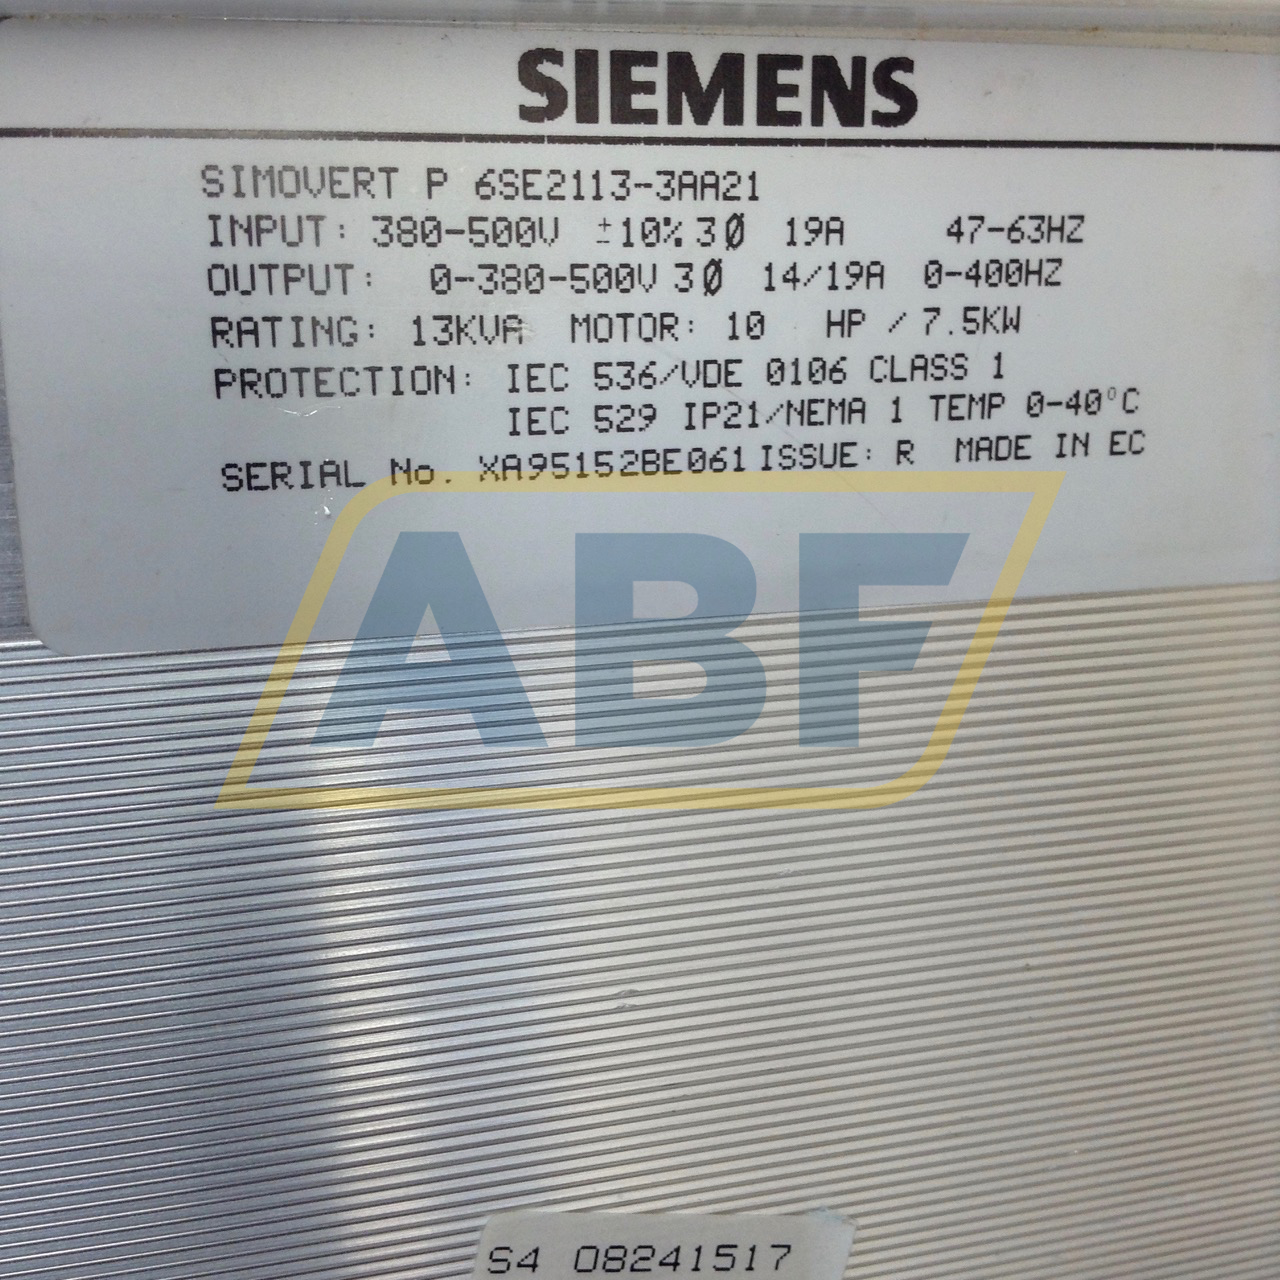 SIEMENS
SIMOVERT P 6SE2113-3AA21
INPUT: 380-500V ±10% 3Ø 19A 47-63HZ
OUTPUT: 0-380-500V 3Ø 14/19A 0-400HZ
RATING: 13KVA MOTOR: 10 HP / 7.5KW
PROTECTION: IEC 536/VDE 0106 CLASS 1
IEC 529 IP21/NEMA 1 TEMP 0-40°C
SERIAL No. XA95152BE061 ISSUE: R MADE IN EC
ABF
S4 08241517